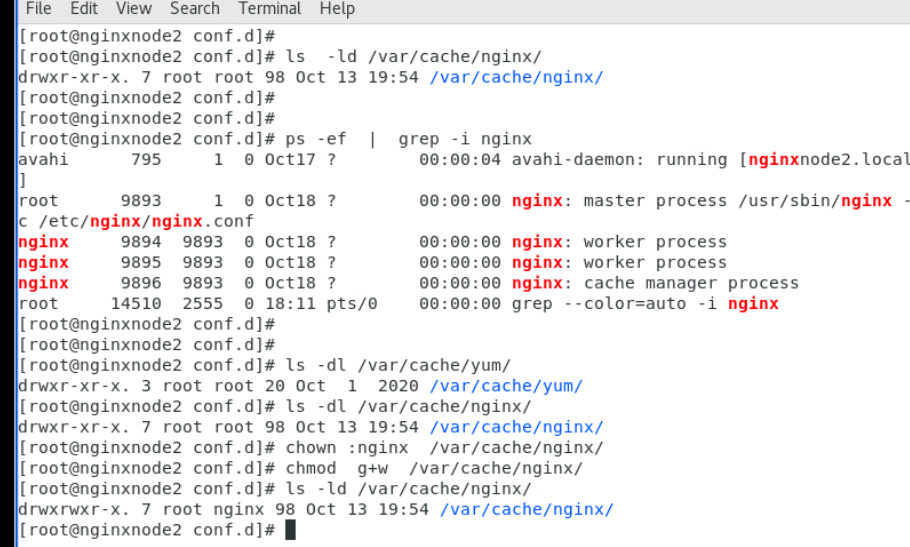 File Edit View Search Terminal Help
[root@nginxnode2 conf.d]#
[root@nginxnode2 conf.d]# ls  -ld /var/cache/nginx/
drwxr-xr-x. 7 root root 98 Oct 13 19:54 /var/cache/nginx/
[root@nginxnode2 conf.d]#
[root@nginxnode2 conf.d]#
[root@nginxnode2 conf.d]# ps -ef  |  grep -i nginx
avahi      795     1  0 Oct17 ?        00:00:04 avahi-daemon: running [nginxnode2.local
]
root      9893     1  0 Oct18 ?        00:00:00 nginx: master process /usr/sbin/nginx -
c /etc/nginx/nginx.conf
nginx     9894  9893  0 Oct18 ?        00:00:00 nginx: worker process
nginx     9895  9893  0 Oct18 ?        00:00:00 nginx: worker process
nginx     9896  9893  0 Oct18 ?        00:00:00 nginx: cache manager process
root     14510  2555  0 18:11 pts/0    00:00:00 grep --color=auto -i nginx
[root@nginxnode2 conf.d]#
[root@nginxnode2 conf.d]#
[root@nginxnode2 conf.d]# ls -dl /var/cache/yum/
drwxr-xr-x. 3 root root 20 Oct  1  2020 /var/cache/yum/
[root@nginxnode2 conf.d]# ls -dl /var/cache/nginx/
drwxr-xr-x. 7 root root 98 Oct 13 19:54 /var/cache/nginx/
[root@nginxnode2 conf.d]# chown :nginx  /var/cache/nginx/
[root@nginxnode2 conf.d]# chmod  g+w  /var/cache/nginx/
[root@nginxnode2 conf.d]# ls -ld /var/cache/nginx/
drwxrwxr-x. 7 root nginx 98 Oct 13 19:54 /var/cache/nginx/
[root@nginxnode2 conf.d]#